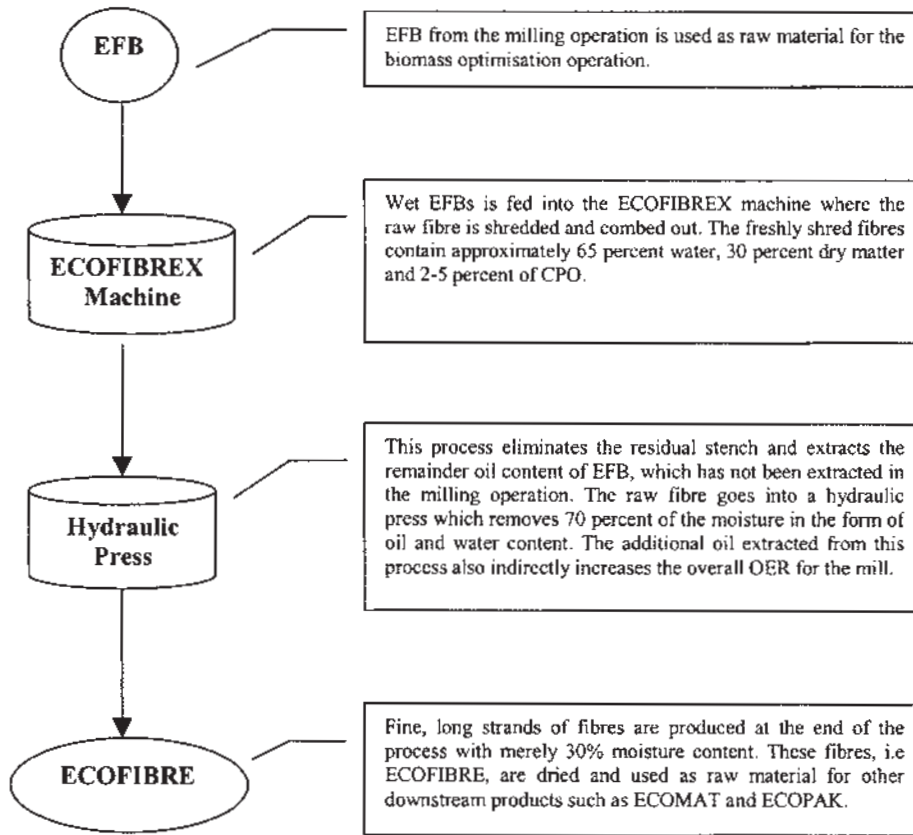 EFB
EFB from the milling operation is used as raw material for the
biomass optimisation operation.
ECOFIBREX
Machine
Wet EFBs is fed into the ECOFIBREX machine where the
raw fibre is shredded and combed out. The freshly shred fibres
contain approximately 65 percent water, 30 percent dry matter
and 2-5 percent of CPO.
Hydraulic
Press
This process eliminates the residual stench and extracts the
remainder oil content of EFB, which has not been extracted in
the milling operation. The raw fibre goes into a hydraulic
press which removes 70 percent of the moisture in the form of
oil and water content. The additional oil extracted from this
process also indirectly increases the overall OER for the mill.
ECOFIBRE
Fine, long strands of fibres are produced at the end of the
process with merely 30% moisture content. These fibres, i.e
ECOFIBRE, are dried and used as raw material for other
downstream products such as ECOMAT and ECOPAK.